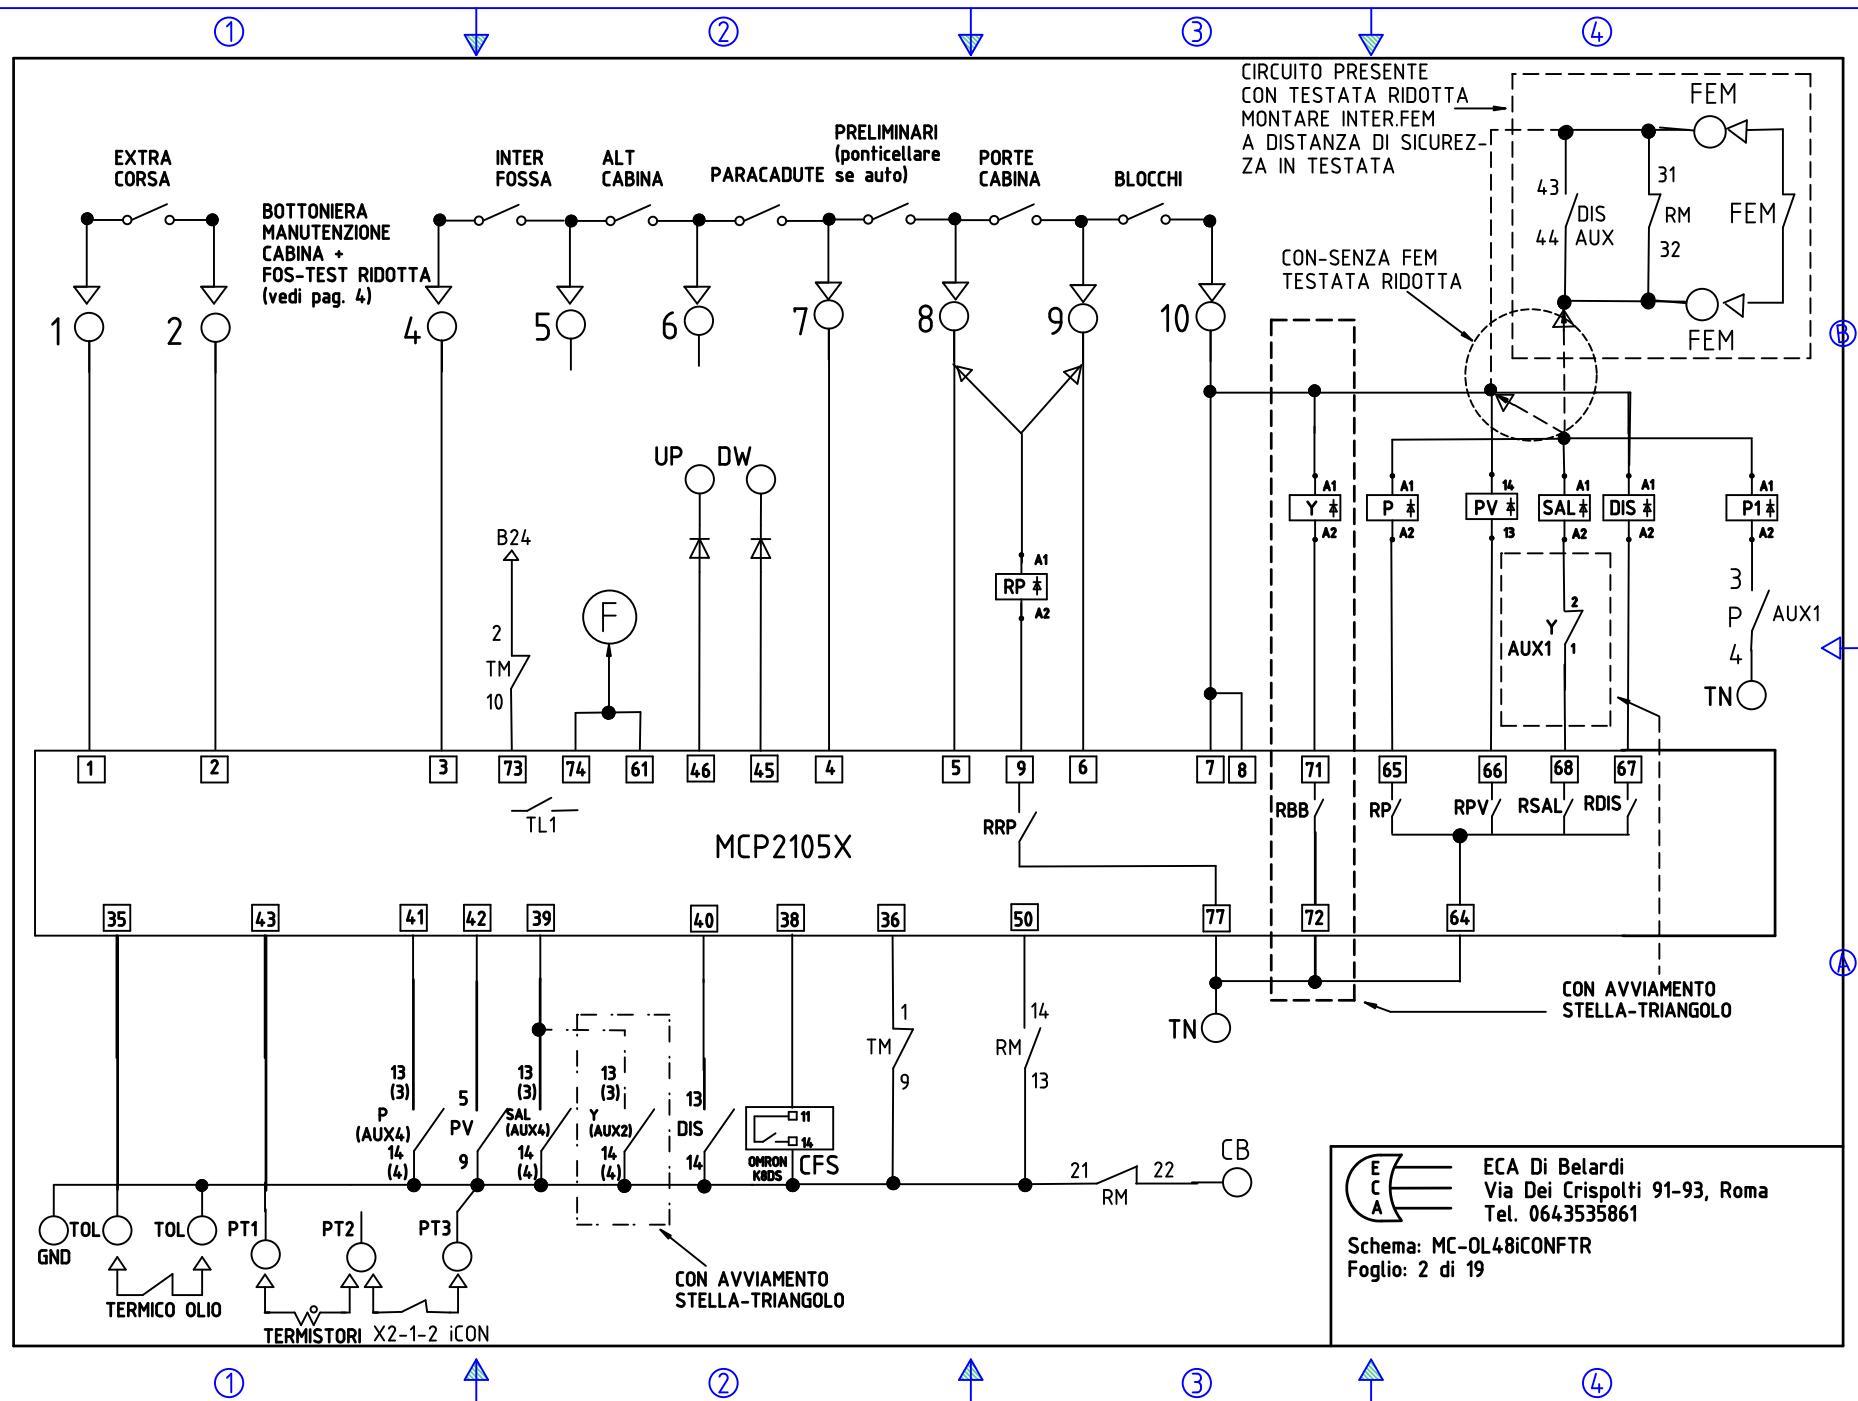 1
2
3
4
CIRCUITO PRESENTE
CON TESTATA RIDOTTA
MONTARE INTER.FEM
A DISTANZA DI SICUREZ-
ZA IN TESTATA
FEM
43
44
DIS
AUX
31
RM
32
FEM
FEM
EXTRA
CORSA
BOTTONIERA
MANUTENZIONE
CABINA +
FOS-TEST RIDOTTA
(vedi pag. 4)
INTER
FOSSA
ALT
CABINA
PARACADUTE
PRELIMINARI
(ponticellare
se auto)
PORTE
CABINA
BLOCCHI
CON-SENZA FEM
TESTATA RIDOTTA
1
2
4
5
6
7
8
9
10
B
UP
DW
B24
2
TM
10
F
A1
RP
A2
A1
Y
A2
A1
P
A2
14
PV
13
A1
SAL
A2
A1
DIS
A2
A1
P1
A2
2
Y
AUX1
1
3
P
AUX1
4
TN
1
2
3
73
74
61
46
45
4
5
9
6
7
8
71
65
66
68
67
TL1
MCP2105X
RRP
RBB
RP
RPV
RSAL
RDIS
35
43
41
42
39
40
38
36
50
77
72
64
A
CON AVVIAMENTO
STELLA-TRIANGOLO
TN
13
(3)
P
(AUX4)
14
(4)
5
PV
9
13
(3)
SAL
(AUX4)
14
(4)
13
(3)
Y
(AUX2)
14
(4)
13
DIS
14
11
14
OMRON
K8DS
CFS
1
TM
9
14
RM
13
21
RM
22
CB
GND
TOL
TOL
PT1
PT2
PT3
TERMICO OLIO
TERMISTORI
X2-1-2 iCON
CON AVVIAMENTO
STELLA-TRIANGOLO
E
C
A
ECA Di Belardi
Via Dei Crispolti 91-93, Roma
Tel. 0643535861
Schema: MC-OL48iCONFTR
Foglio: 2 di 19
1
2
3
4